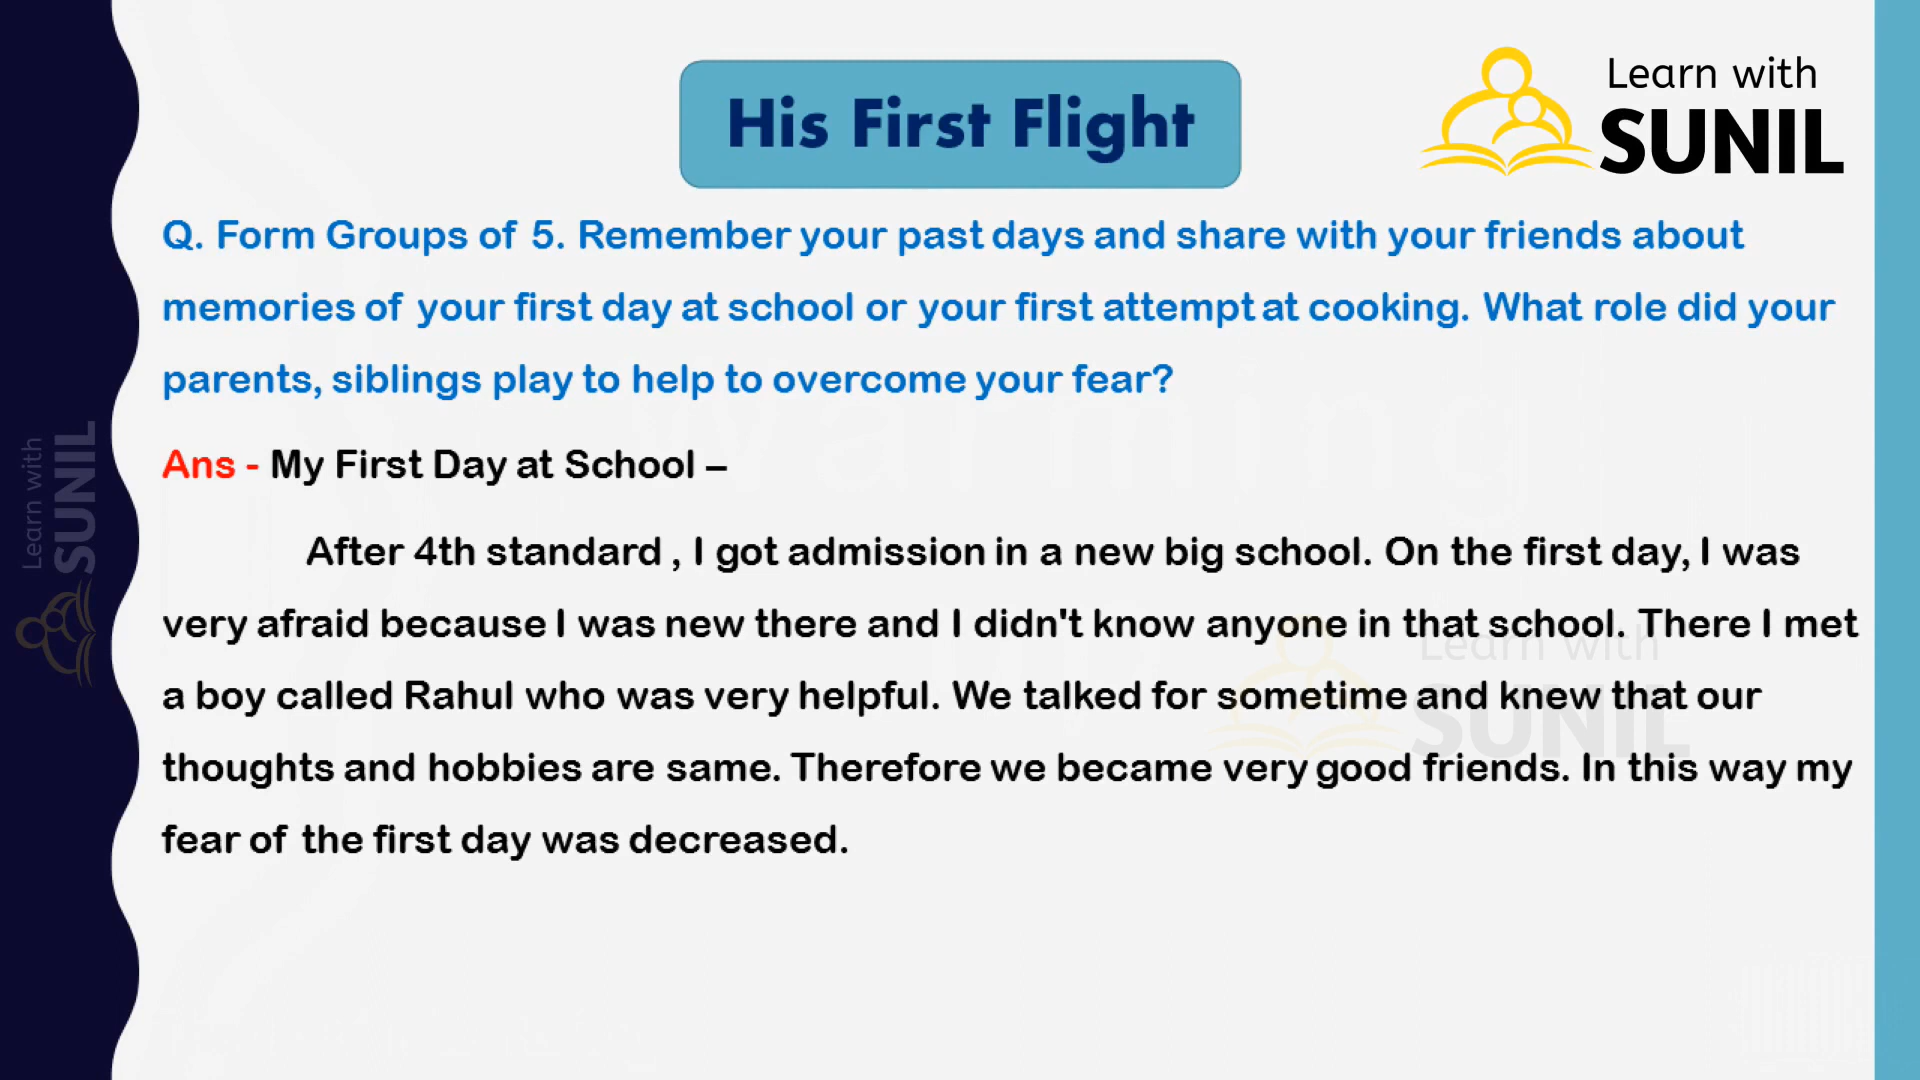 His First Flight
Learn with
SUNIL
Q. Form Groups of 5. Remember your past days and share with your friends about
memories of your first day at school or your first attempt at cooking. What role did your
parents, siblings play to help to overcome your fear?
Ans - My First Day at School –
After 4th standard , I got admission in a new big school. On the first day, I was
very afraid because I was new there and I didn't know anyone in that school. There I met
a boy called Rahul who was very helpful. We talked for sometime and knew that our
thoughts and hobbies are same. Therefore we became very good friends. In this way my
fear of the first day was decreased.
Learn with
SUNIL
Learn with
SUNIL
warming